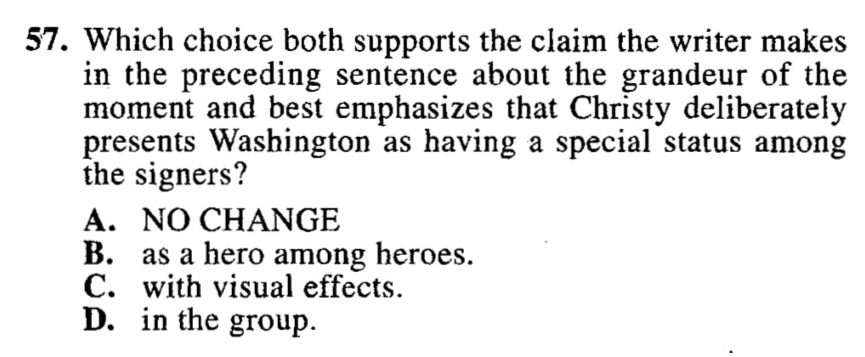 57. Which choice both supports the claim the writer makes
in the preceding sentence about the grandeur of the
moment and best emphasizes that Christy deliberately
presents Washington as having a special status among
the signers?
A. NO CHANGE
B. as a hero among heroes.
C. with visual effects.
D. in the group.